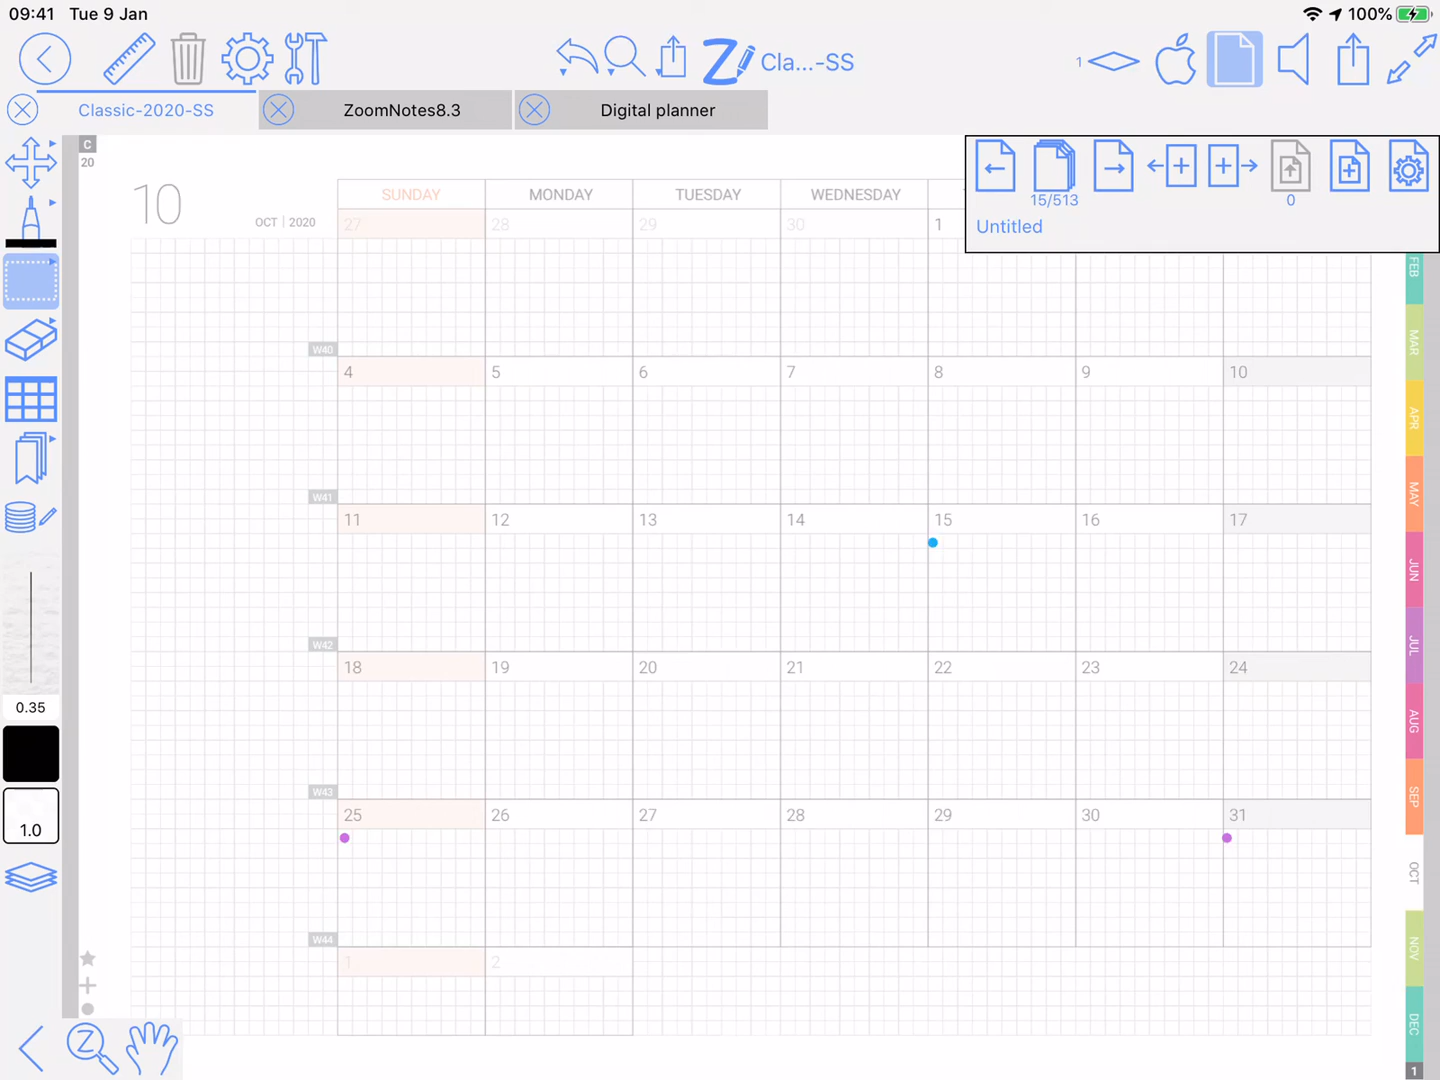 09:41 Tue 9 Jan 100%
Cla...-SS 1
Classic-2020-SS ZoomNotes8.3 Digital planner
C
20
15/513 0
Untitled
10
OCT | 2020
SUNDAY MONDAY TUESDAY WEDNESDAY
27 28 29 30 1
W40
4 5 6 7 8 9 10
W41
11 12 13 14 15 16 17
W42
18 19 20 21 22 23 24
W43
25 26 27 28 29 30 31
W44
1 2
FEB
MAR
APR
MAY
JUN
JUL
AUG
SEP
OCT
NOV
DEC
1
0.35
1.0